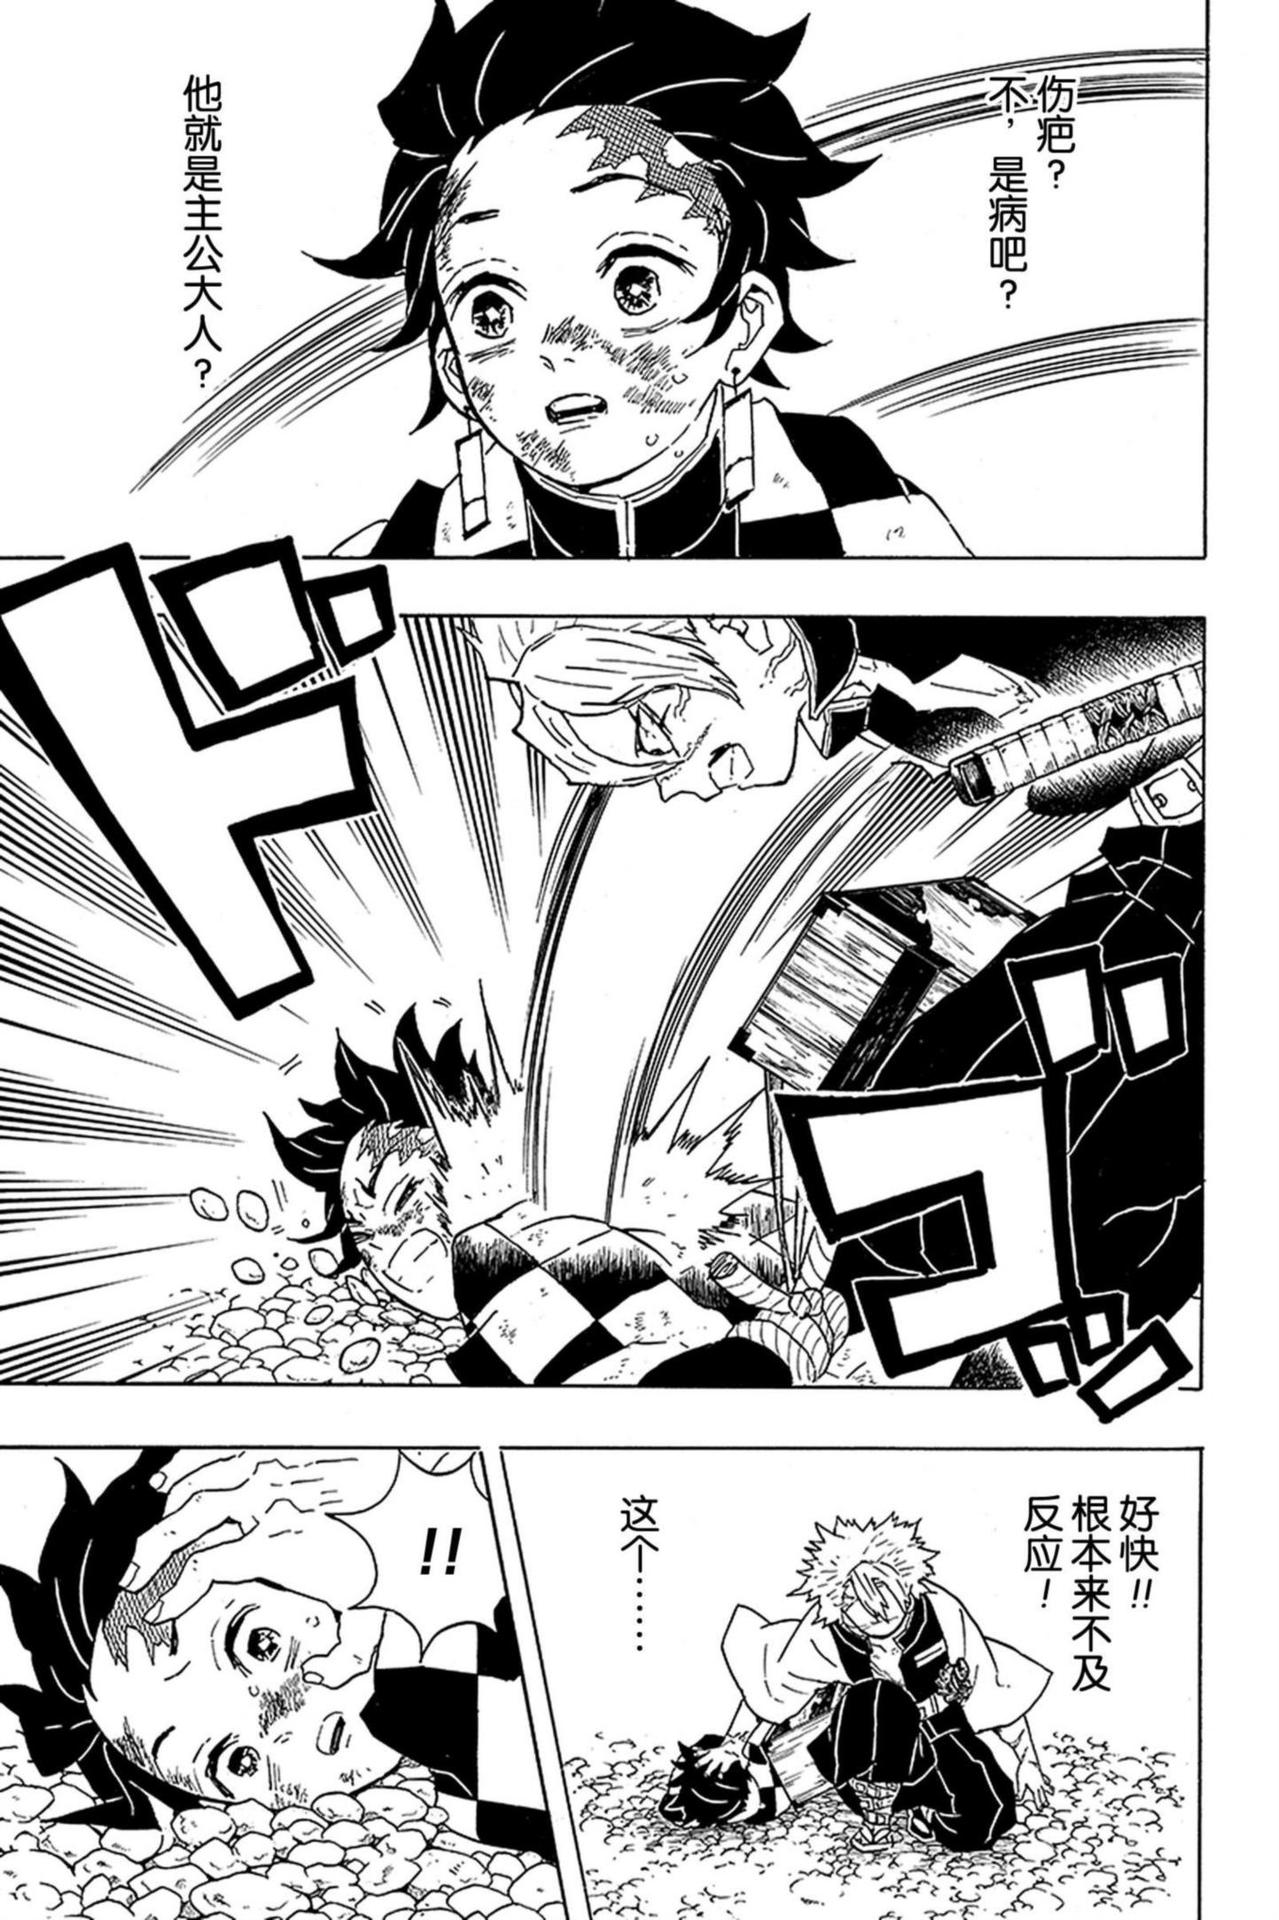 伤疤？
不，是病吧？
他就是主公大人？
ド
ゴ
好快!!
根本来不及
反应！
这个……
!!